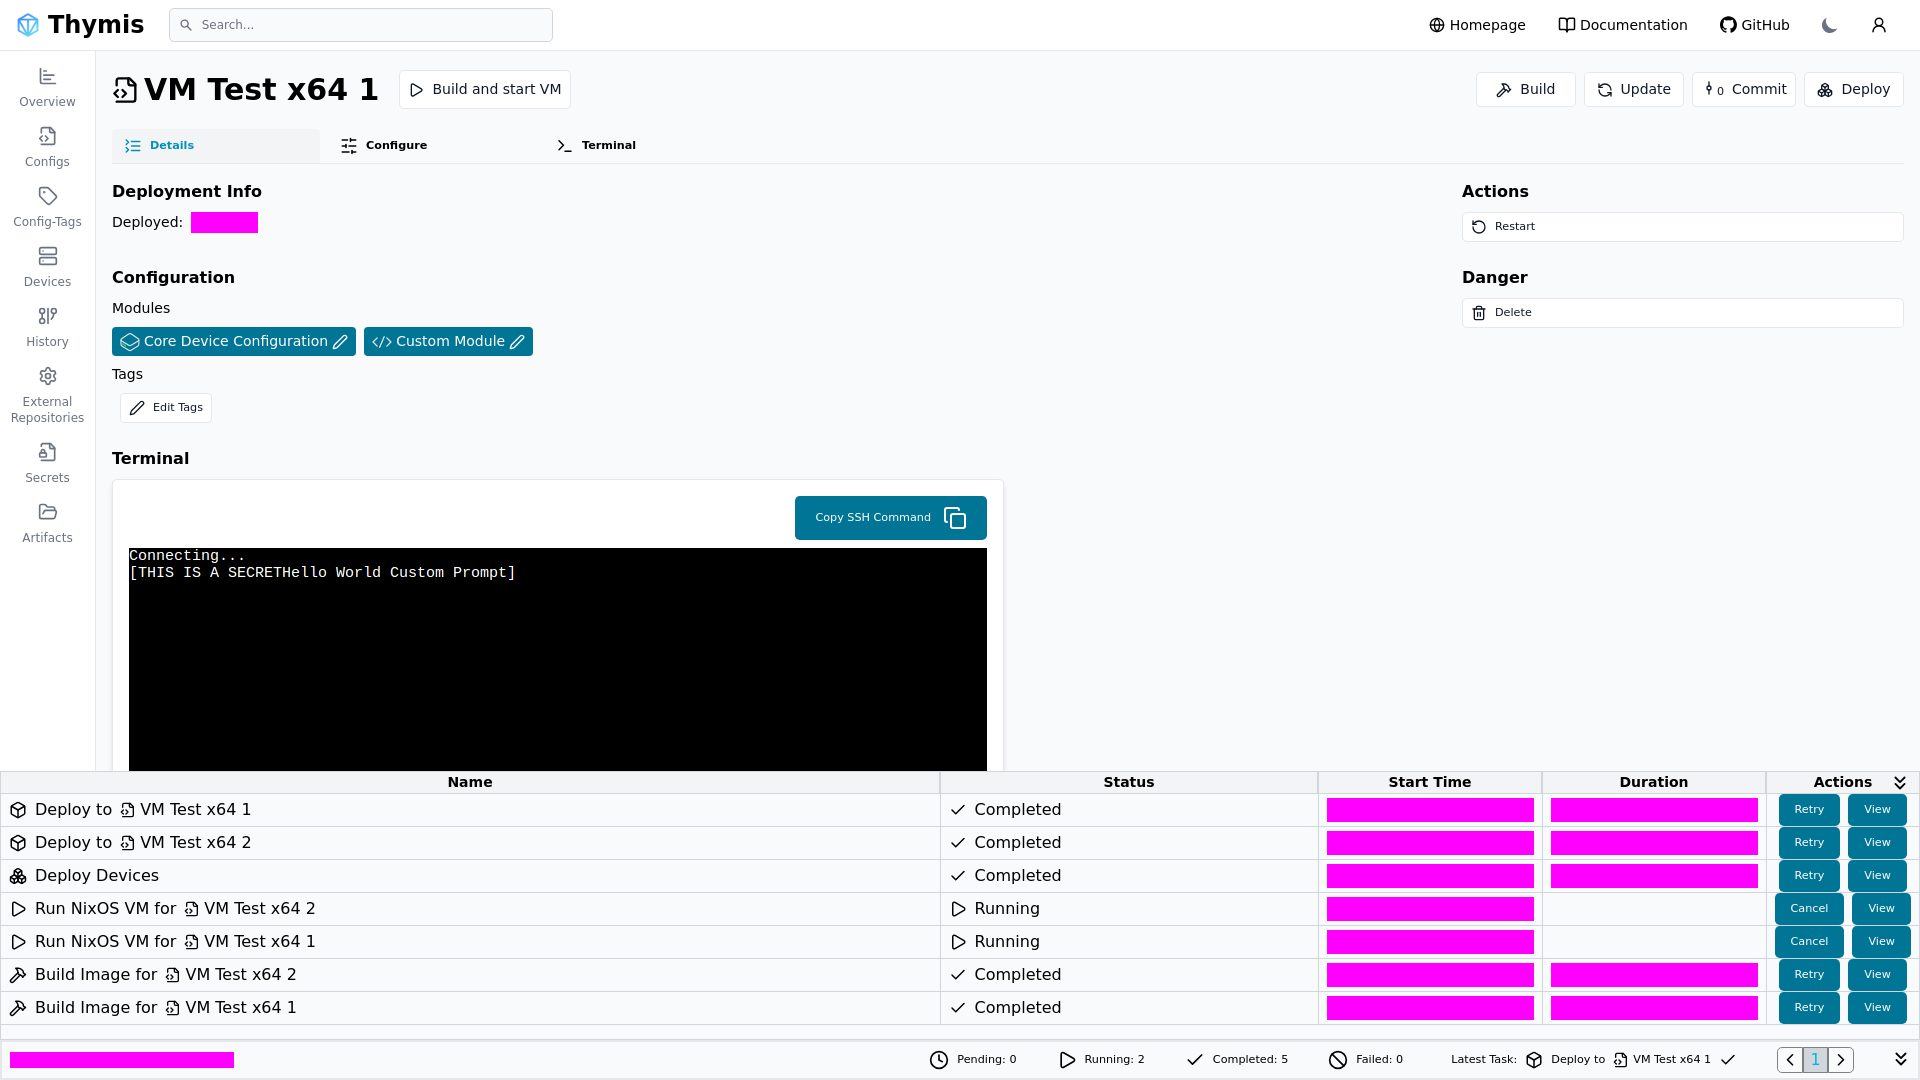 Thymis
Search...
Homepage
Documentation
GitHub
Overview
Configs
Config-Tags
Devices
History
External
Repositories
Secrets
Artifacts
VM Test x64 1
Build and start VM
Build
Update
0 Commit
Deploy
Details
Configure
Terminal
Deployment Info
Deployed:
Configuration
Modules
Core Device Configuration
Custom Module
Tags
Edit Tags
Actions
Restart
Danger
Delete
Terminal
Copy SSH Command
Connecting...
[THIS IS A SECRETHello World Custom Prompt]
Name Status Start Time Duration Actions
Deploy to VM Test x64 1 Completed Retry View
Deploy to VM Test x64 2 Completed Retry View
Deploy Devices Completed Retry View
Run NixOS VM for VM Test x64 2 Running Cancel View
Run NixOS VM for VM Test x64 1 Running Cancel View
Build Image for VM Test x64 2 Completed Retry View
Build Image for VM Test x64 1 Completed Retry View
Pending: 0 Running: 2 Completed: 5 Failed: 0 Latest Task: Deploy to VM Test x64 1 1